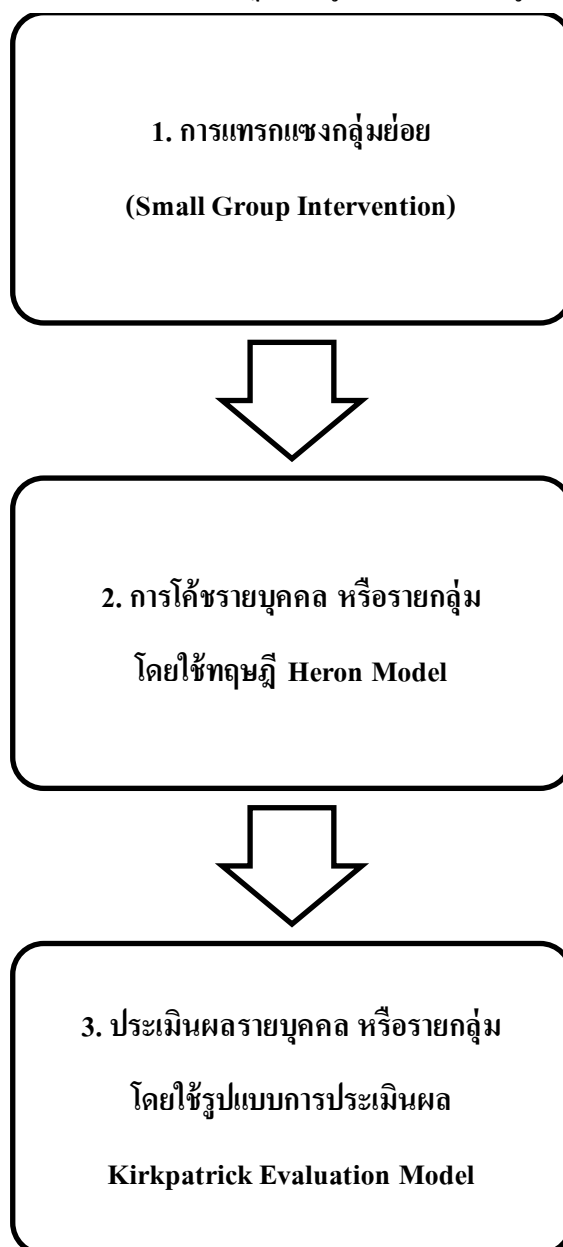 1. การแทรกแซงกลุ่มย่อย
(Small Group Intervention)
2. การโค้ชรายบุคคล หรือรายกลุ่ม
โดยใช้ทฤษฎี Heron Model
3. ประเมินผลรายบุคคล หรือรายกลุ่ม
โดยใช้รูปแบบการประเมินผล
Kirkpatrick Evaluation Model